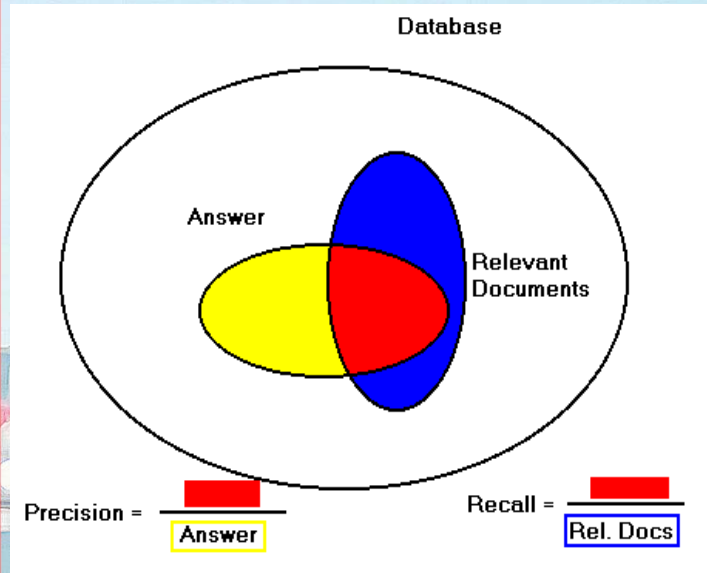 Database
Answer
Relevant
Documents
Precision =
Answer
Recall =
Rel. Docs